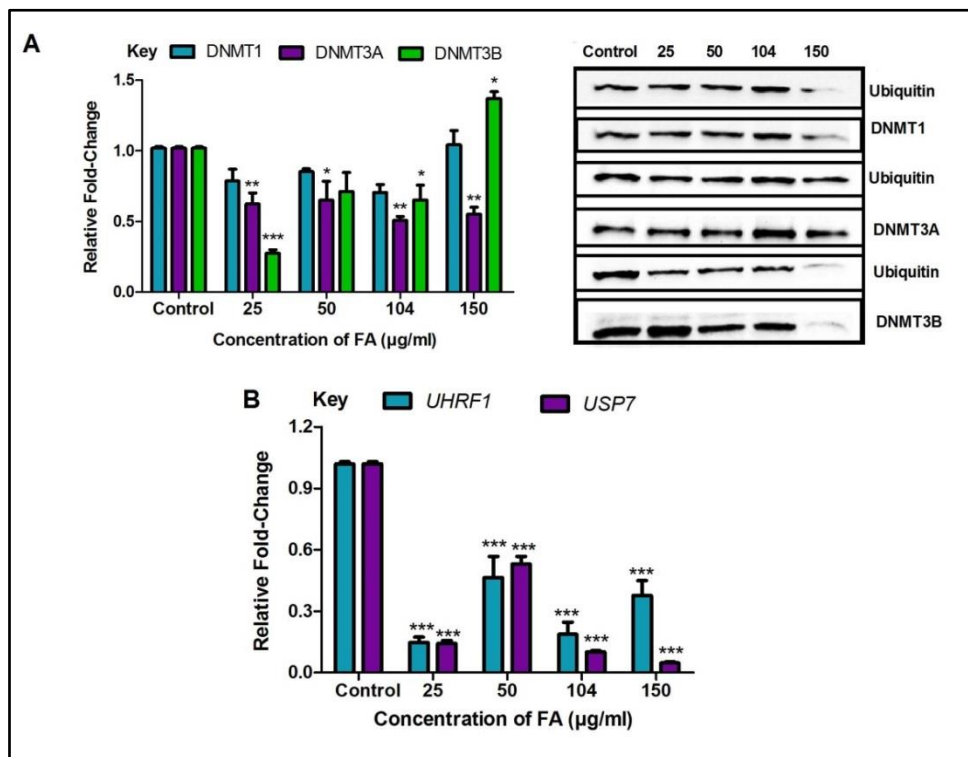 A
Key DNMT1 DNMT3A DNMT3B
Relative Fold-Change
1.5
1.0
0.5
0.0
** *** * ** * ** *
Control 25 50 104 150
Concentration of FA (µg/ml)
Control 25 50 104 150
Ubiquitin
DNMT1
Ubiquitin
DNMT3A
Ubiquitin
DNMT3B
B
Key UHRF1 USP7
Relative Fold-Change
1.2
0.9
0.6
0.3
0.0
*** *** *** *** *** *** *** ***
Control 25 50 104 150
Concentration of FA (µg/ml)